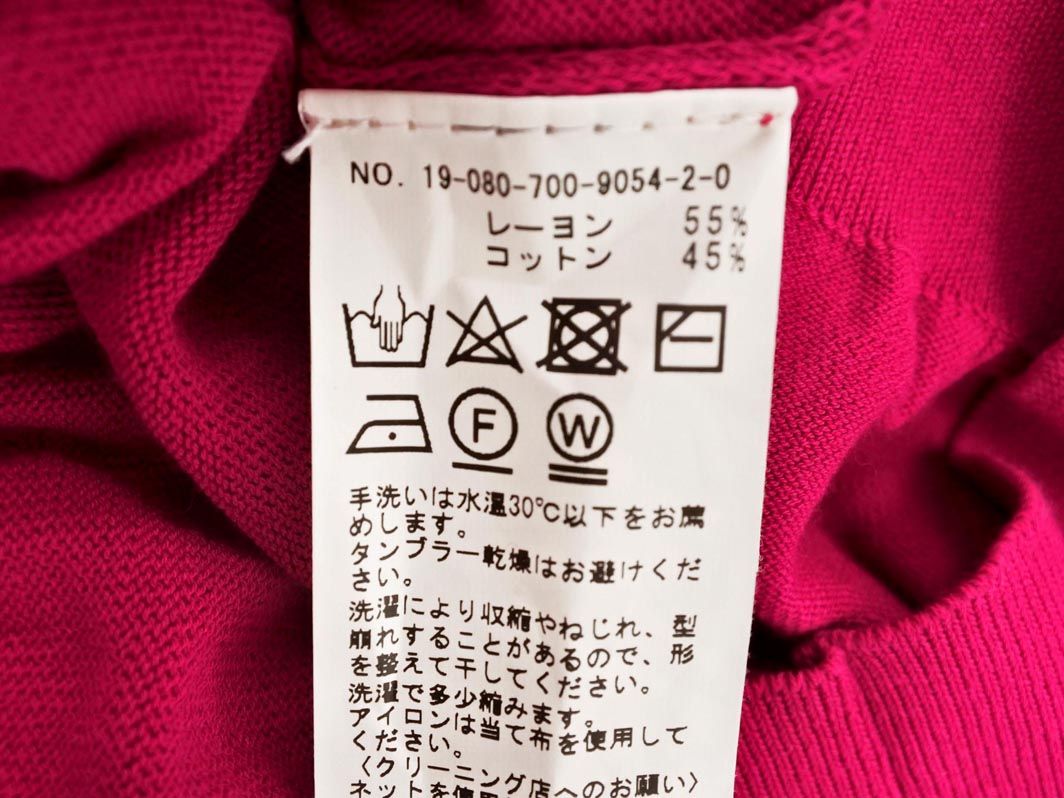 NO. 19-080-700-9054-2-0
レーヨン 55%
コットン 45%
F W
手洗いは水温30℃以下をお薦
めします。
タンブラー乾燥はお避けくだ
さい。
洗濯により収縮やねじれ、型
崩れすることがあるので、形
を整えて干してください。
洗濯で多少縮みます。
アイロンは当て布を使用して
ください。
〈クリーニング店へのお願い〉
ネットを使用